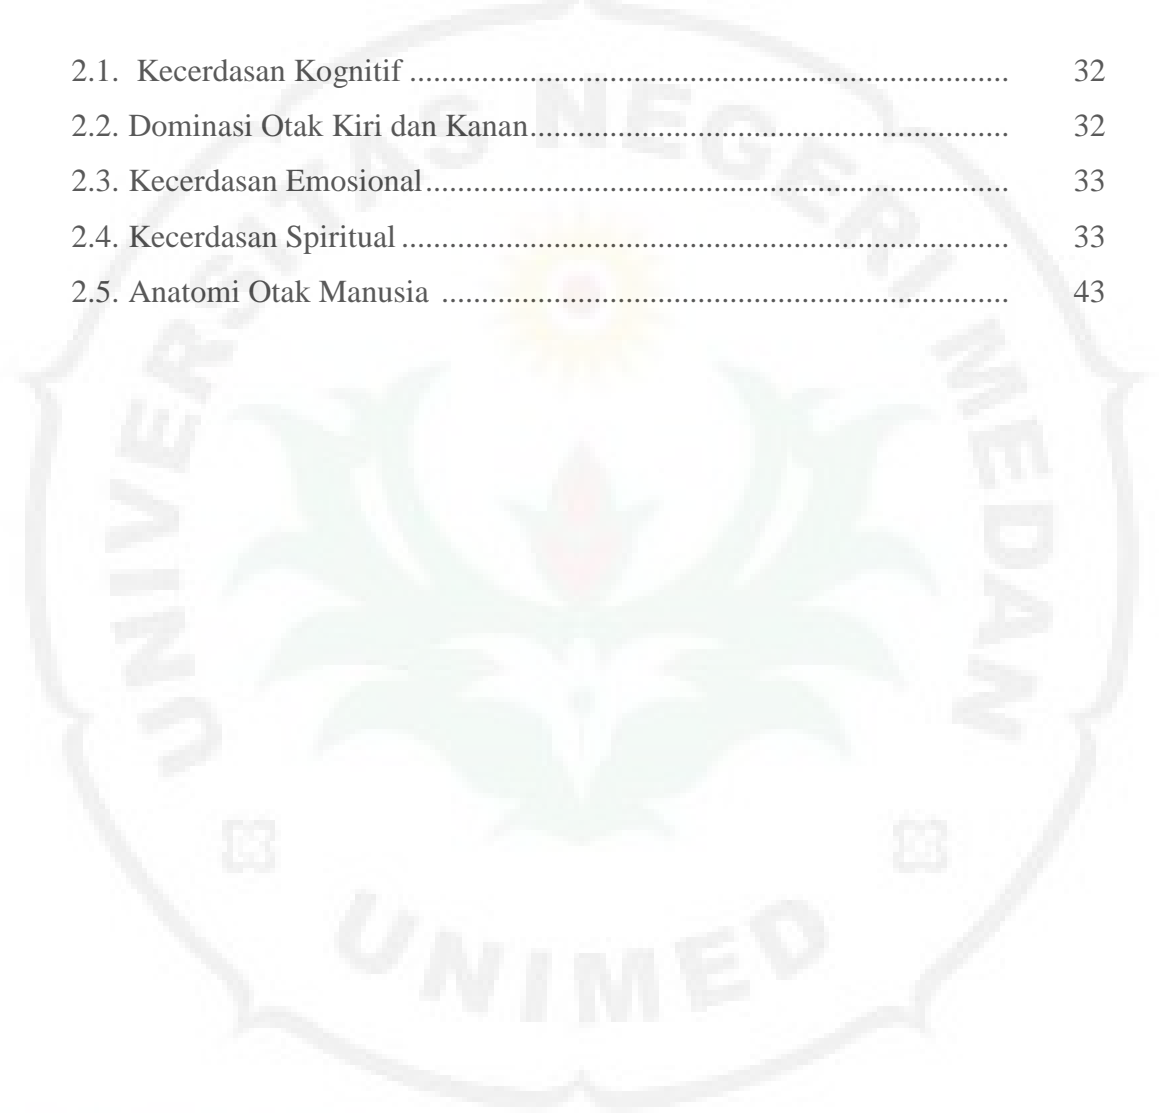 2.1. Kecerdasan Kognitif .......................................................................... 32
2.2. Dominasi Otak Kiri dan Kanan........................................................... 32
2.3. Kecerdasan Emosional........................................................................ 33
2.4. Kecerdasan Spiritual ........................................................................... 33
2.5. Anatomi Otak Manusia ...................................................................... 43
UNIVERSITAS NEGERI MEDAN
UNIMED